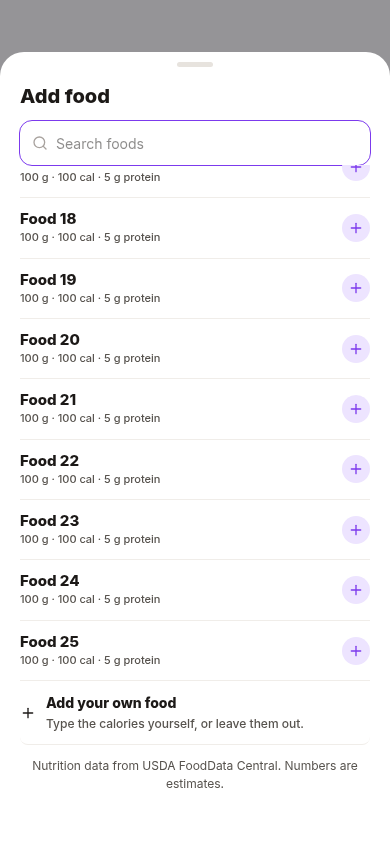 Add food
Search foods
100 g · 100 cal · 5 g protein
Food 18
100 g · 100 cal · 5 g protein
Food 19
100 g · 100 cal · 5 g protein
Food 20
100 g · 100 cal · 5 g protein
Food 21
100 g · 100 cal · 5 g protein
Food 22
100 g · 100 cal · 5 g protein
Food 23
100 g · 100 cal · 5 g protein
Food 24
100 g · 100 cal · 5 g protein
Food 25
100 g · 100 cal · 5 g protein
Add your own food
Type the calories yourself, or leave them out.
Nutrition data from USDA FoodData Central. Numbers are
estimates.